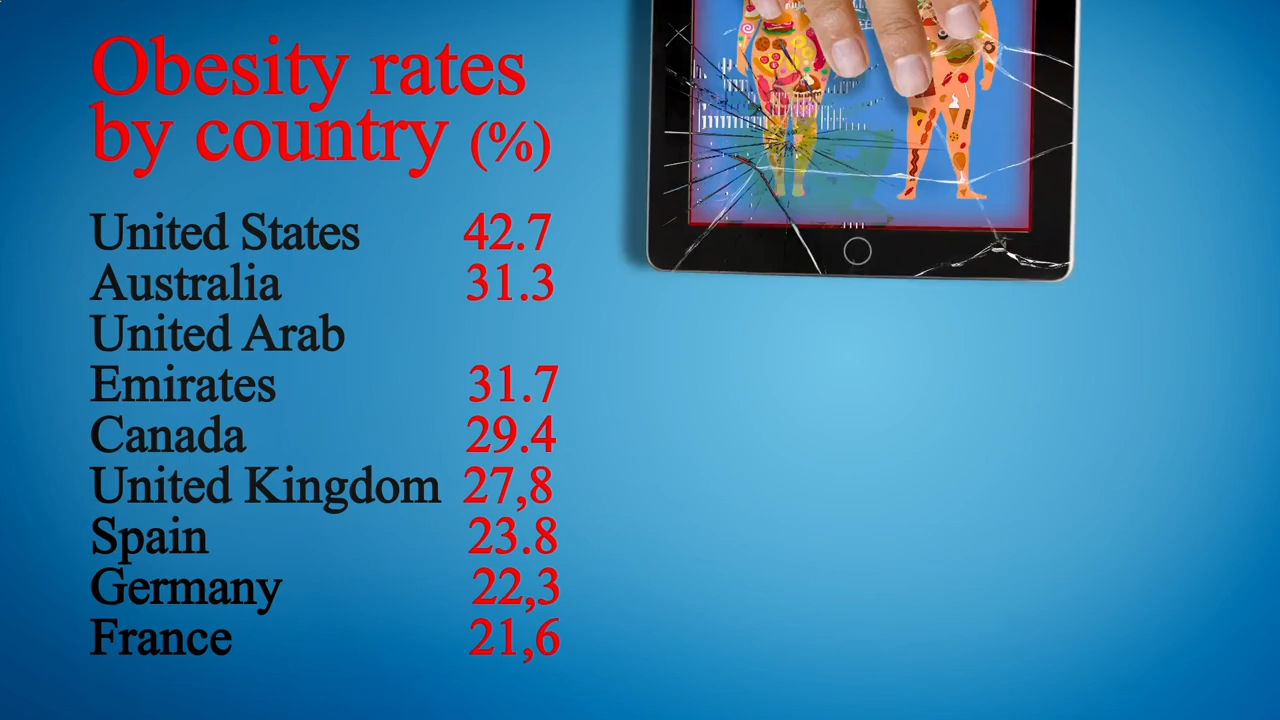 Obesity rates
by country (%)
United States 42.7
Australia 31.3
United Arab
Emirates 31.7
Canada 29.4
United Kingdom 27,8
Spain 23.8
Germany 22,3
France 21,6